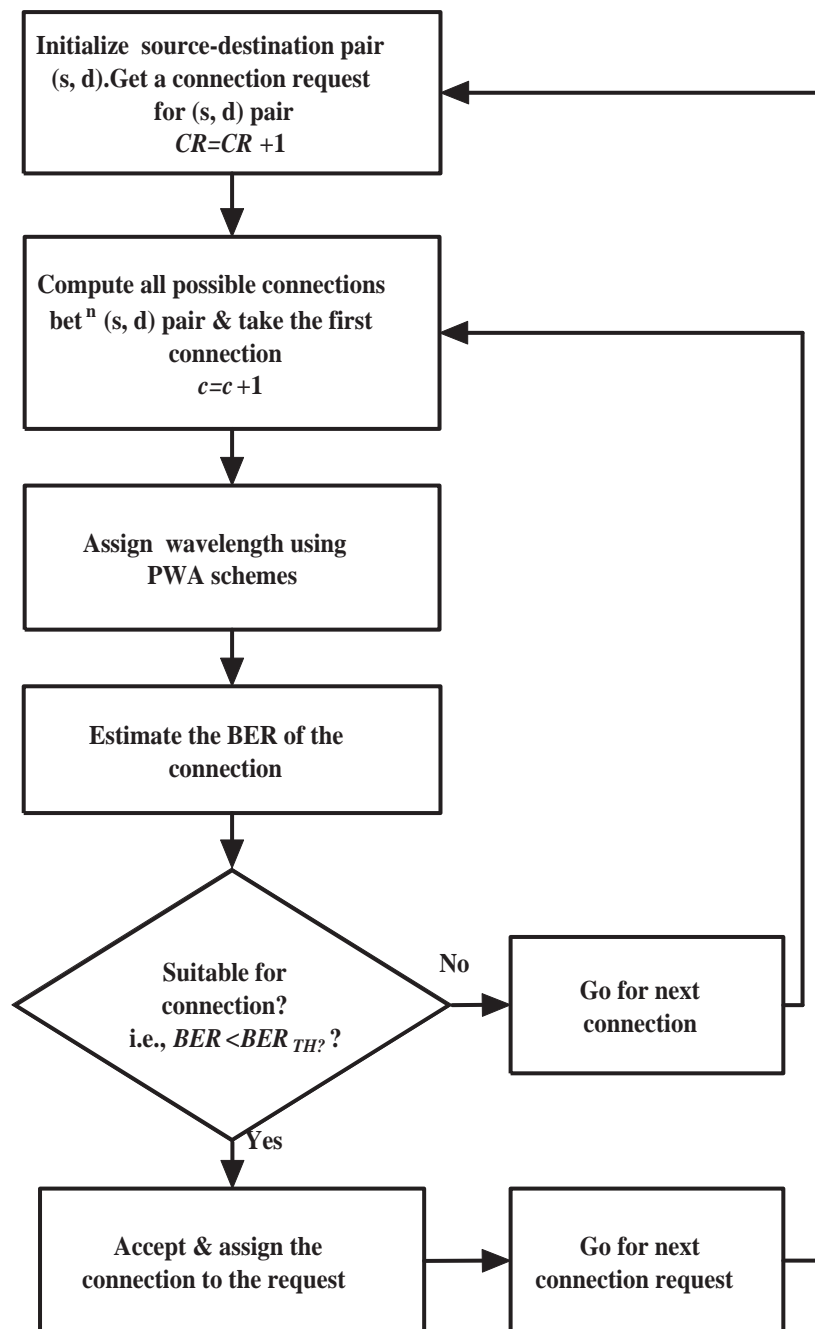 Initialize source-destination pair
(s, d).Get a connection request
for (s, d) pair
CR=CR +1
Compute all possible connections
bet n (s, d) pair & take the first
connection
c=c +1
Assign wavelength using
PWA schemes
Estimate the BER of the
connection
Suitable for
connection?
i.e., BER <BER TH? ?
No
Go for next
connection
Yes
Accept & assign the
connection to the request
Go for next
connection request